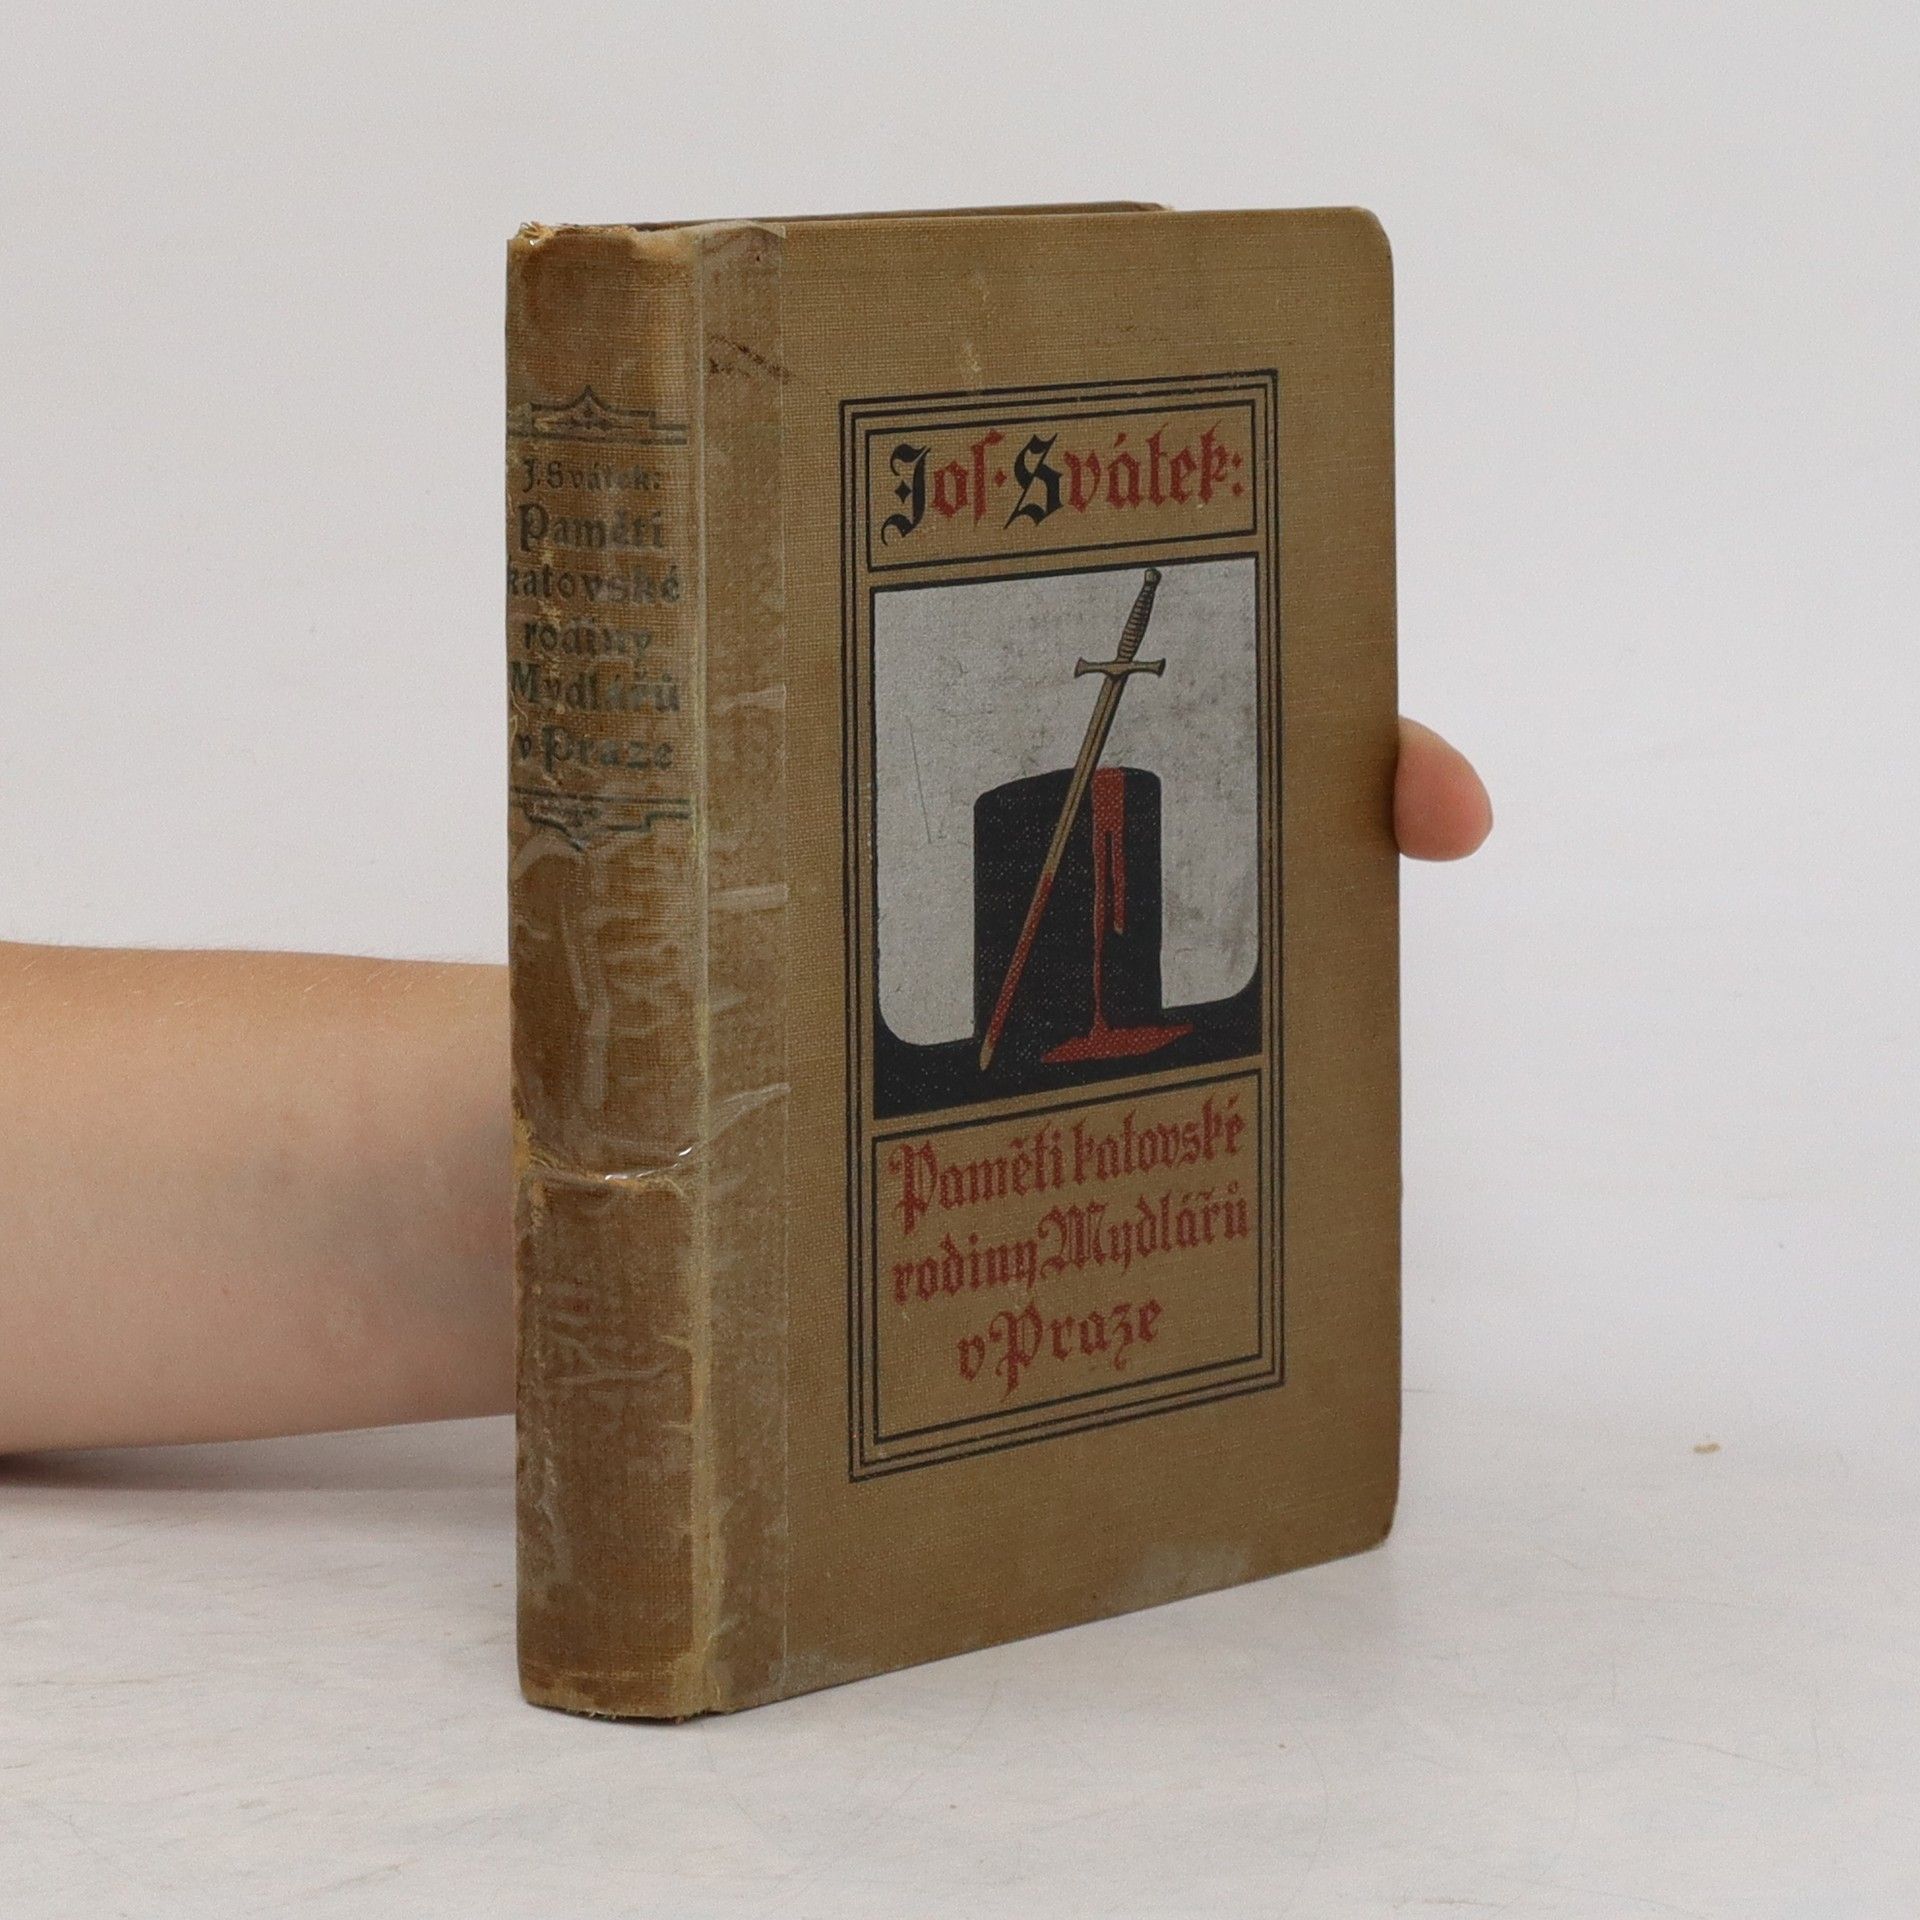 J. Svátek:
Paměti
katovské
rodiny
Mydlářů
v Praze
Jos. Svátek:
Paměti katovské
rodiny Mydlářů
v Praze